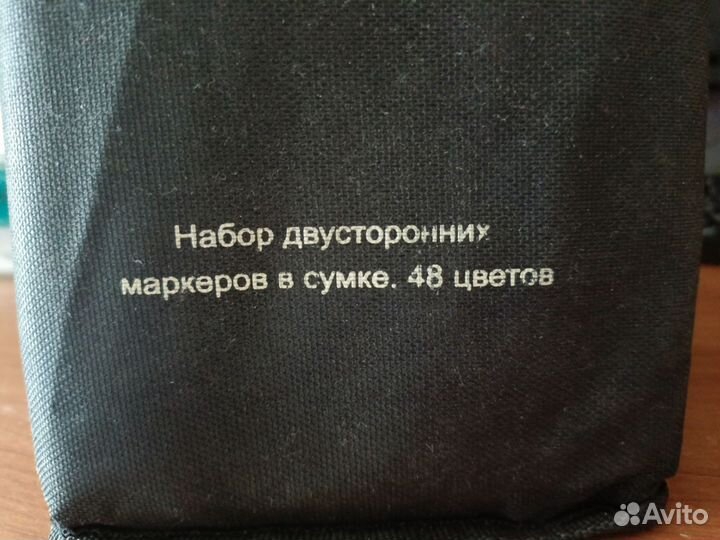 Набор двусторонних
маркеров в сумке. 48 цветов
Avito